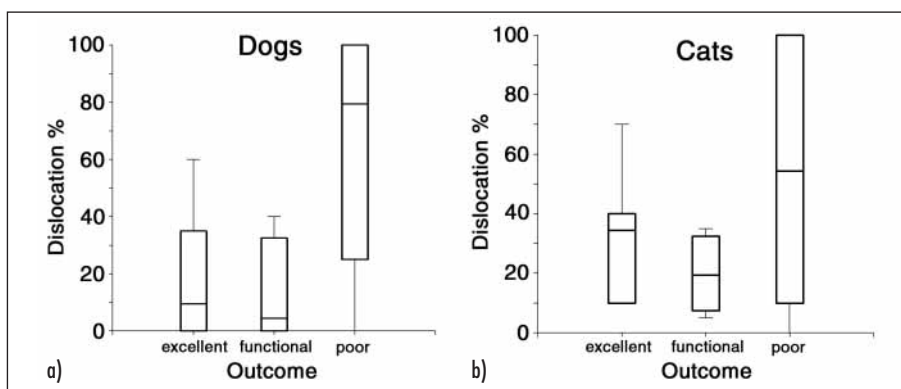 Dogs
Dislocation %
100
80
60
40
20
0
excellent functional poor
Outcome
a)
Cats
Dislocation %
100
80
60
40
20
0
excellent functional poor
Outcome
b)